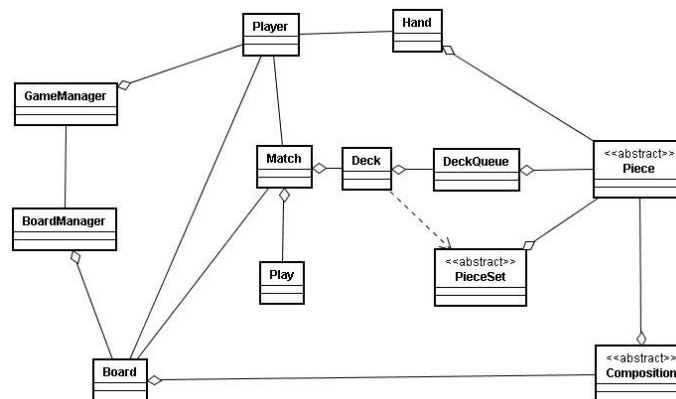 Player
Hand
GameManager
Match
Deck
DeckQueue
<<abstract>>
Piece
BoardManager
Play
<<abstract>>
PieceSet
Board
<<abstract>>
Composition